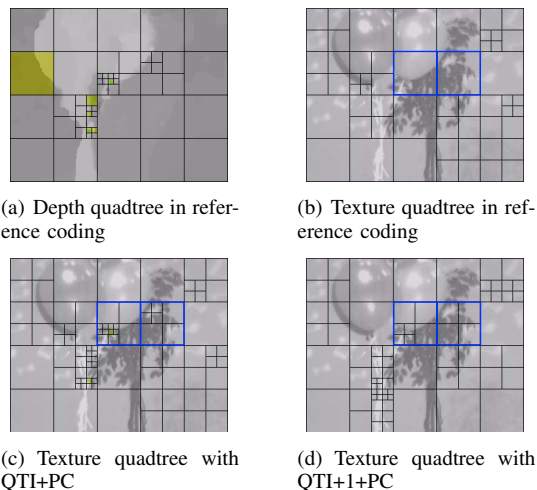 (a) Depth quadtree in refer-
ence coding
(b) Texture quadtree in ref-
erence coding
(c) Texture quadtree with
QTI+PC
(d) Texture quadtree with
QTI+1+PC